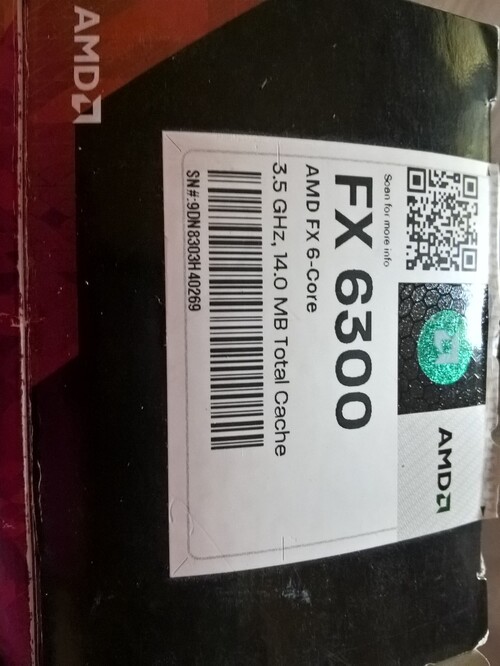 AMD
AMD
Scan for more info
FX 6300
AMD FX 6-Core
3.5 GHz, 14.0 MB Total Cache
SN#:9DN8303H40269